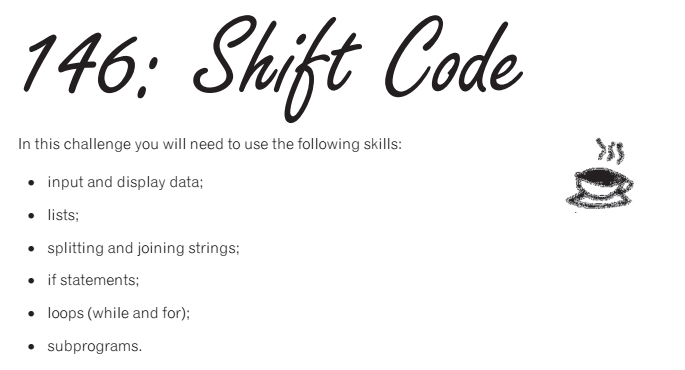 146: Shift Code
In this challenge you will need to use the following skills:
• input and display data;
• lists;
• splitting and joining strings;
• if statements;
• loops (while and for);
• subprograms.